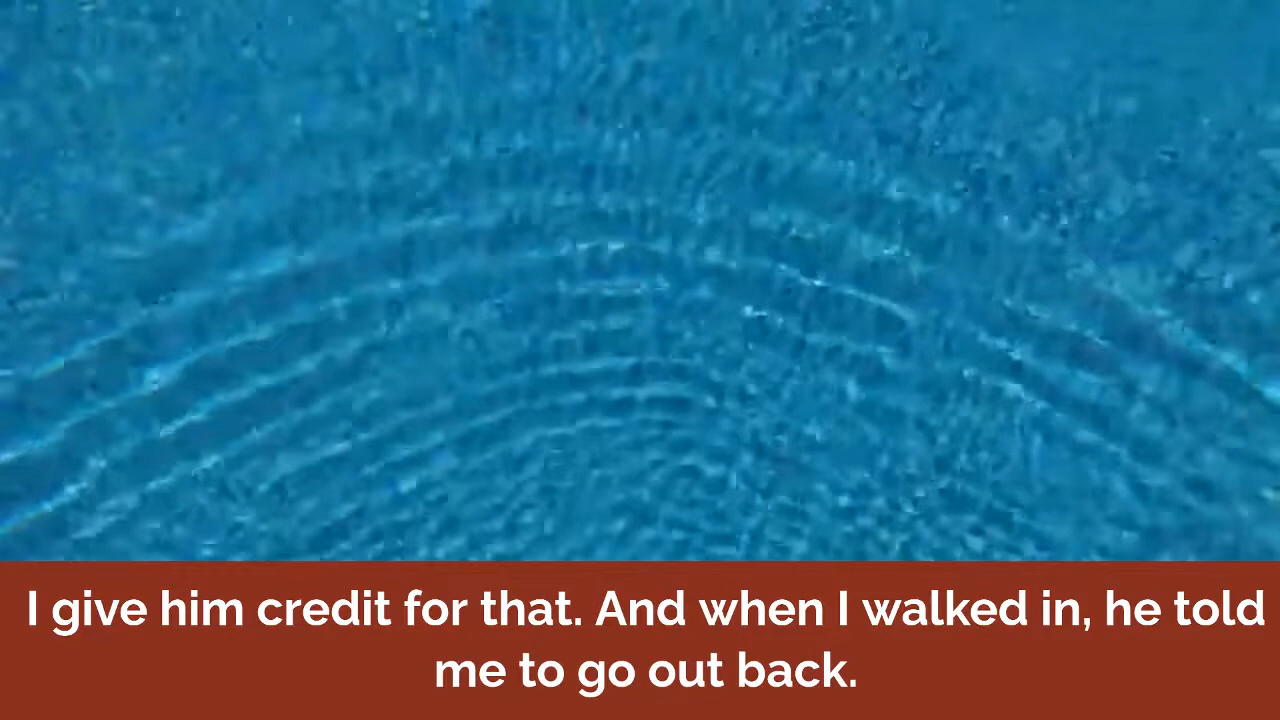 I give him credit for that. And when I walked in, he told
me to go out back.